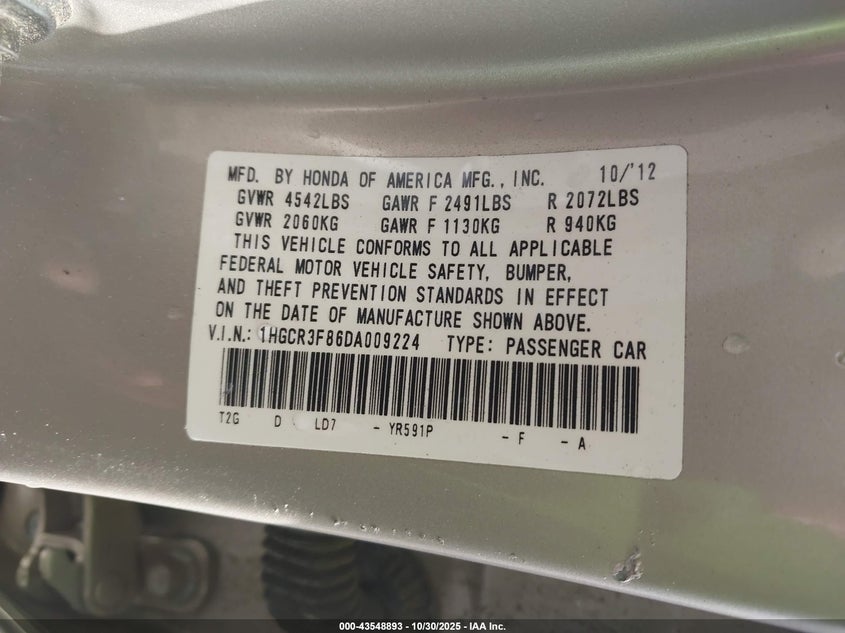 MFD. BY HONDA OF AMERICA MFG., INC. 10/'12
GVWR 4542LBS GAWR F 2491LBS R 2072LBS
GVWR 2060KG GAWR F 1130KG R 940KG
THIS VEHICLE CONFORMS TO ALL APPLICABLE
FEDERAL MOTOR VEHICLE SAFETY, BUMPER,
AND THEFT PREVENTION STANDARDS IN EFFECT
ON THE DATE OF MANUFACTURE SHOWN ABOVE.
V.I.N.: 1HGCR3F86DA009224 TYPE: PASSENGER CAR
T2G D LD7 - YR591P - F - A
000-43548893 - 10/30/2025 - IAA Inc.